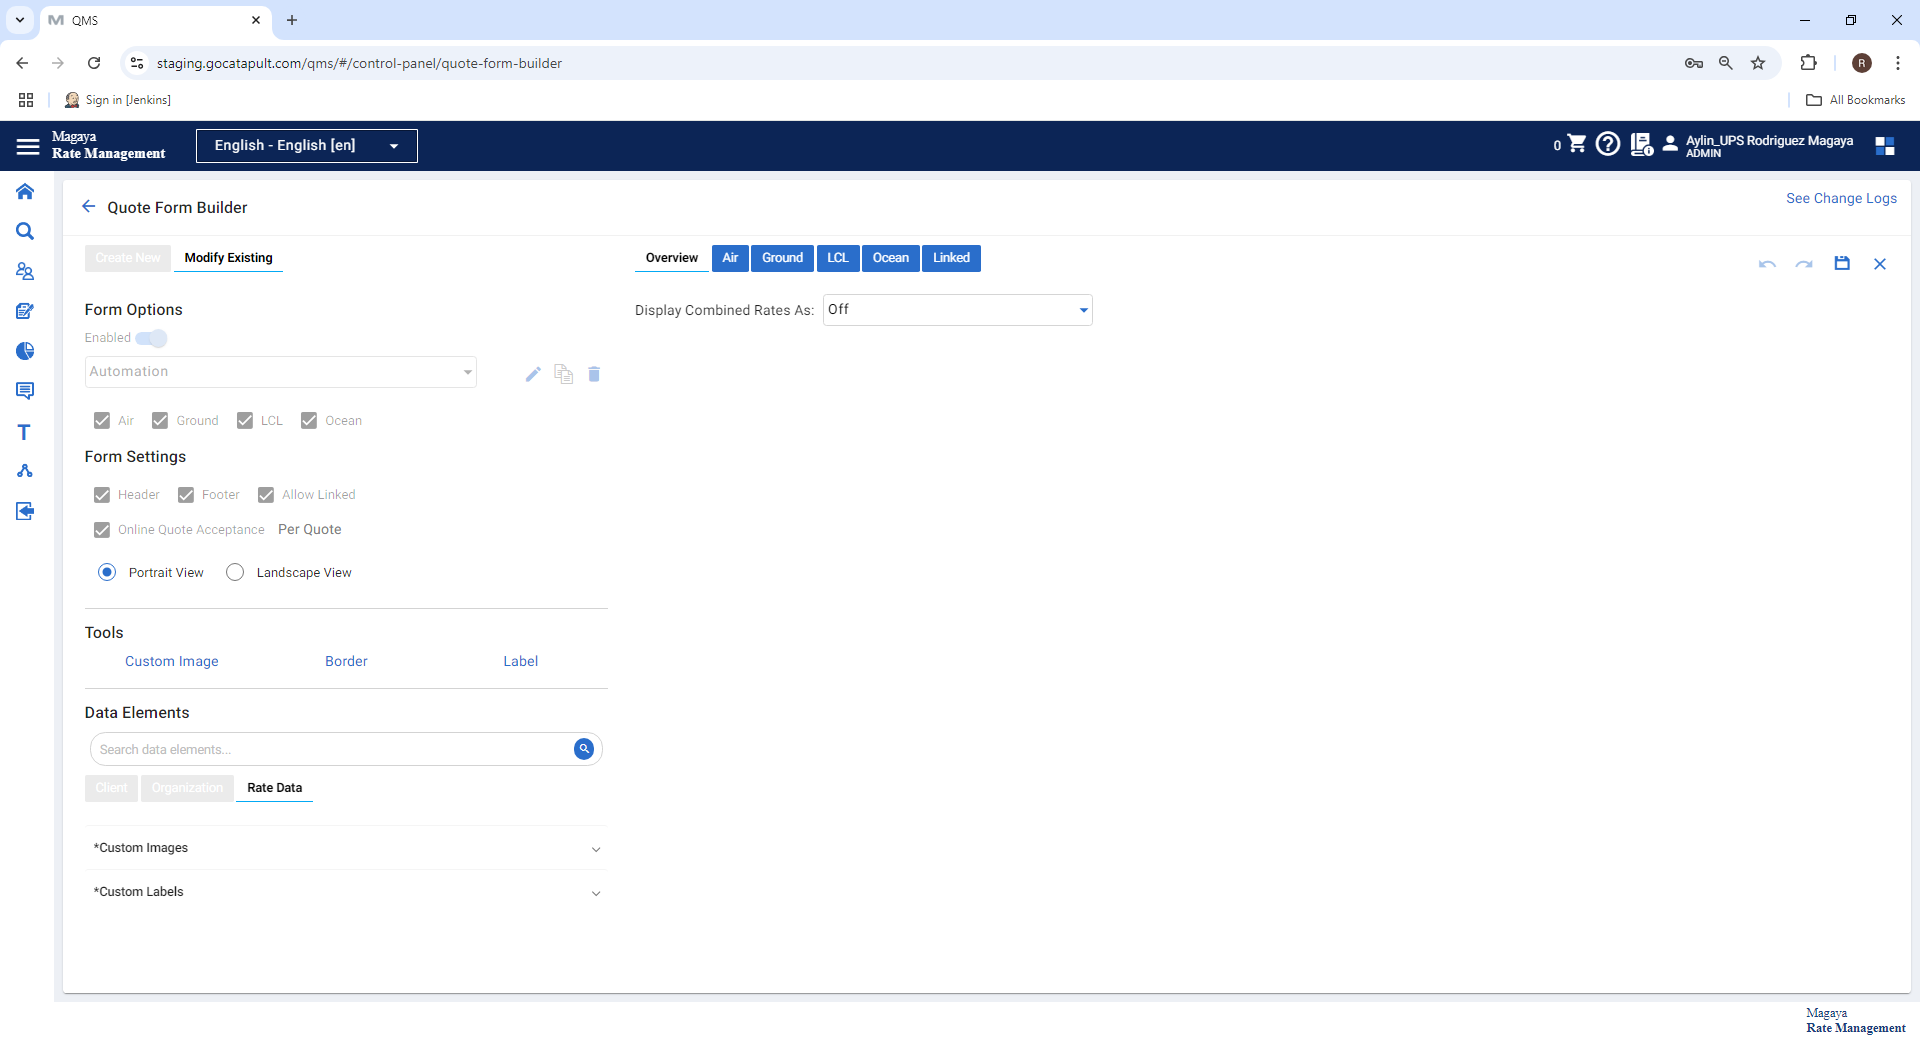 QMS
staging.gocatapult.com/qms/#/control-panel/quote-form-builder
R
Sign in [Jenkins]
All Bookmarks
Magaya
Rate Management
English - English [en]
0
Aylin_UPS Rodriguez Magaya
ADMIN
Quote Form Builder
See Change Logs
Create New
Modify Existing
Overview
Air
Ground
LCL
Ocean
Linked
Form Options
Display Combined Rates As:
Off
Enabled
Automation
Air
Ground
LCL
Ocean
Form Settings
Header
Footer
Allow Linked
Online Quote Acceptance
Per Quote
Portrait View
Landscape View
Tools
Custom Image
Border
Label
Data Elements
Search data elements...
Client
Organization
Rate Data
*Custom Images
*Custom Labels
Magaya
Rate Management